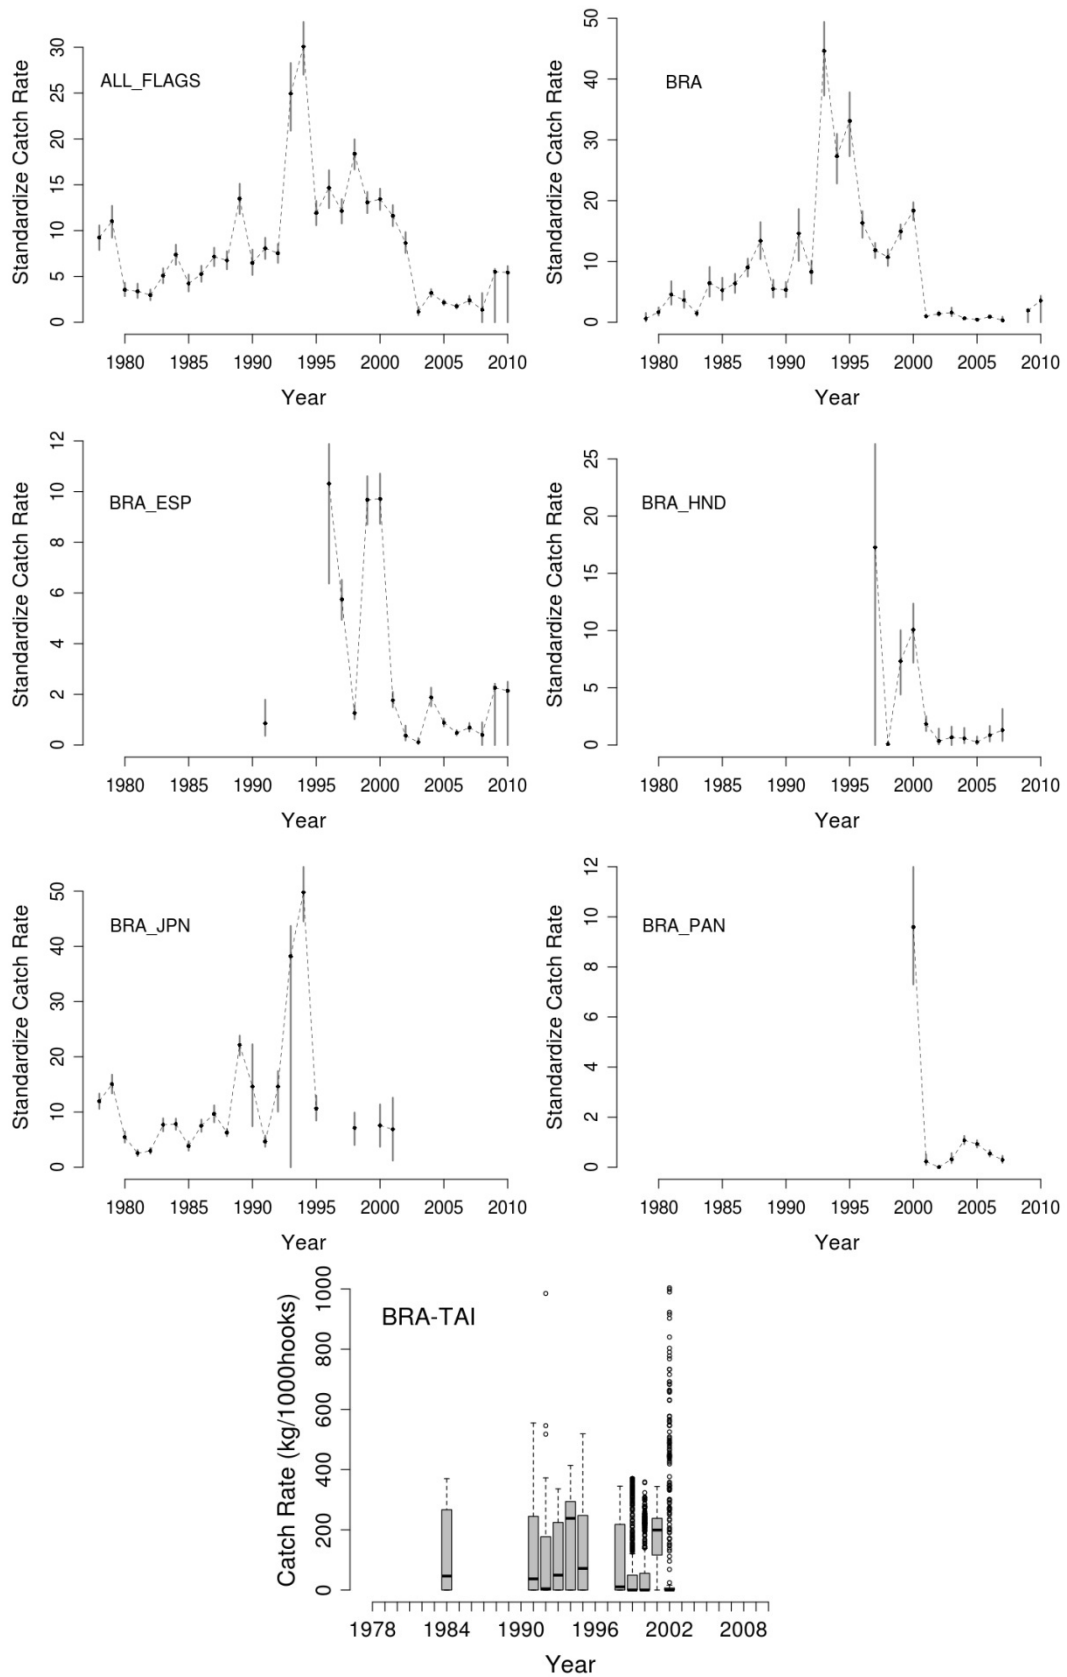 ALL_FLAGS
Standardize Catch Rate
0 5 10 15 20 25 30
1980 1985 1990 1995 2000 2005 2010
Year
BRA
Standardize Catch Rate
0 10 20 30 40 50
1980 1985 1990 1995 2000 2005 2010
Year
BRA_ESP
Standardize Catch Rate
0 2 4 6 8 10 12
1980 1985 1990 1995 2000 2005 2010
Year
BRA_HND
Standardize Catch Rate
0 5 10 15 20 25
1980 1985 1990 1995 2000 2005 2010
Year
BRA_JPN
Standardize Catch Rate
0 10 20 30 40 50
1980 1985 1990 1995 2000 2005 2010
Year
BRA_PAN
Standardize Catch Rate
0 2 4 6 8 10 12
1980 1985 1990 1995 2000 2005 2010
Year
BRA-TAI
Catch Rate (kg/1000hooks)
0 200 400 600 800 1000
1978 1984 1990 1996 2002 2008
Year